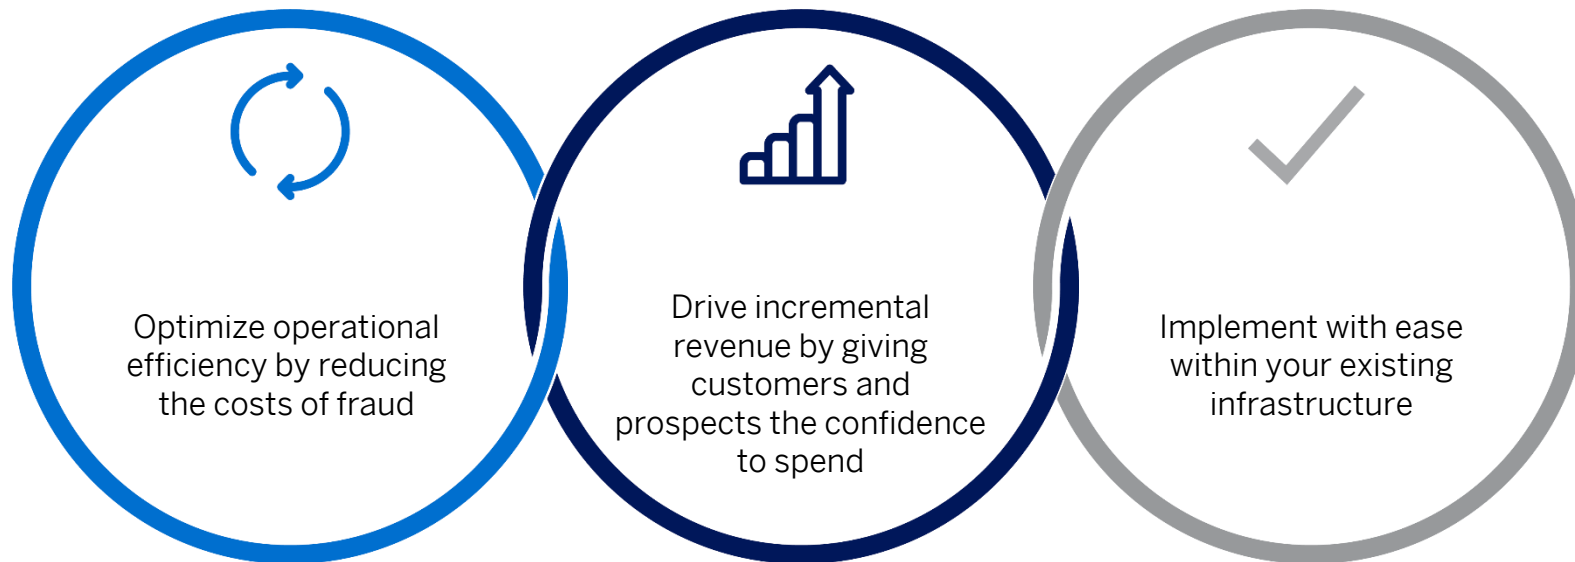 Optimize operational
efficiency by reducing
the costs of fraud
Drive incremental
revenue by giving
customers and
prospects the confidence
to spend
Implement with ease
within your existing
infrastructure